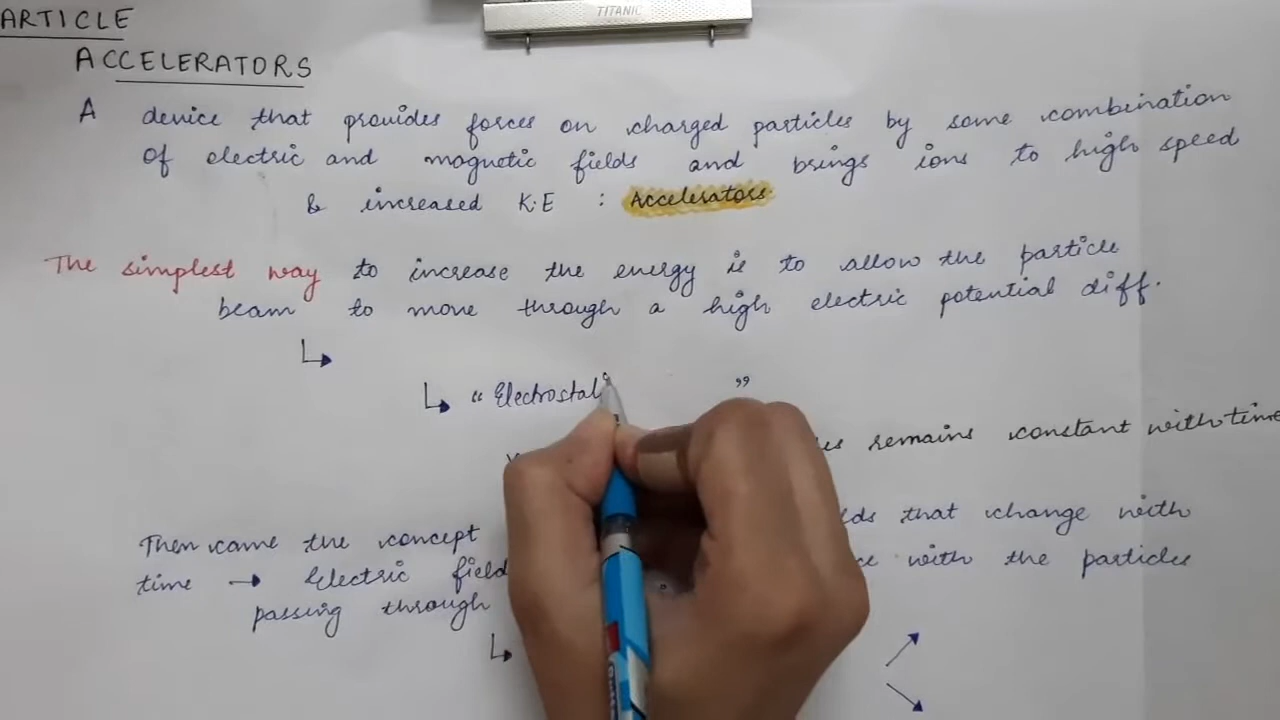 TITANIC
ARTICLE
ACCELERATORS
A device that provides forces on charged particles by some combination
of electric and magnetic fields and brings ions to high speed
& increased K.E : Accelerators
The simplest way to increase the energy is to allow the particle
beam to move through a high electric potential diff.
"Electrostati "
remains constant with time
Then came the concept that change with
time → Electric field with the particles
passing through